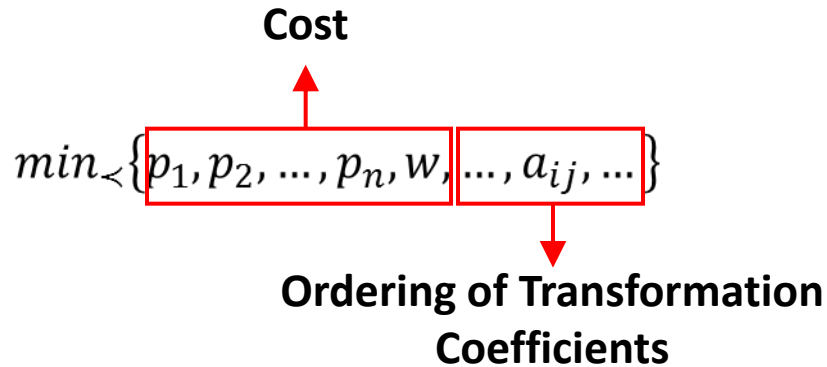 Cost
min≺{p₁, p₂, ..., pₙ, w, ..., aᵢⱼ, ...}
Ordering of Transformation
Coefficients